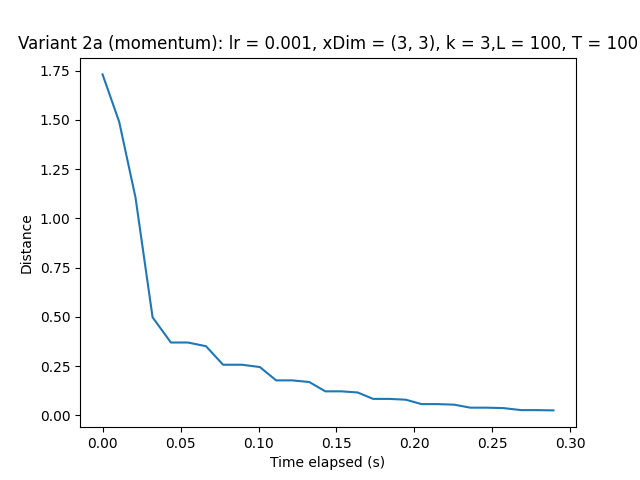 Variant 2a (momentum): lr = 0.001, xDim = (3, 3), k = 3,L = 100, T = 100
1.75
1.50
1.25
1.00
0.75
0.50
0.25
0.00
Distance
0.00 0.05 0.10 0.15 0.20 0.25 0.30
Time elapsed (s)